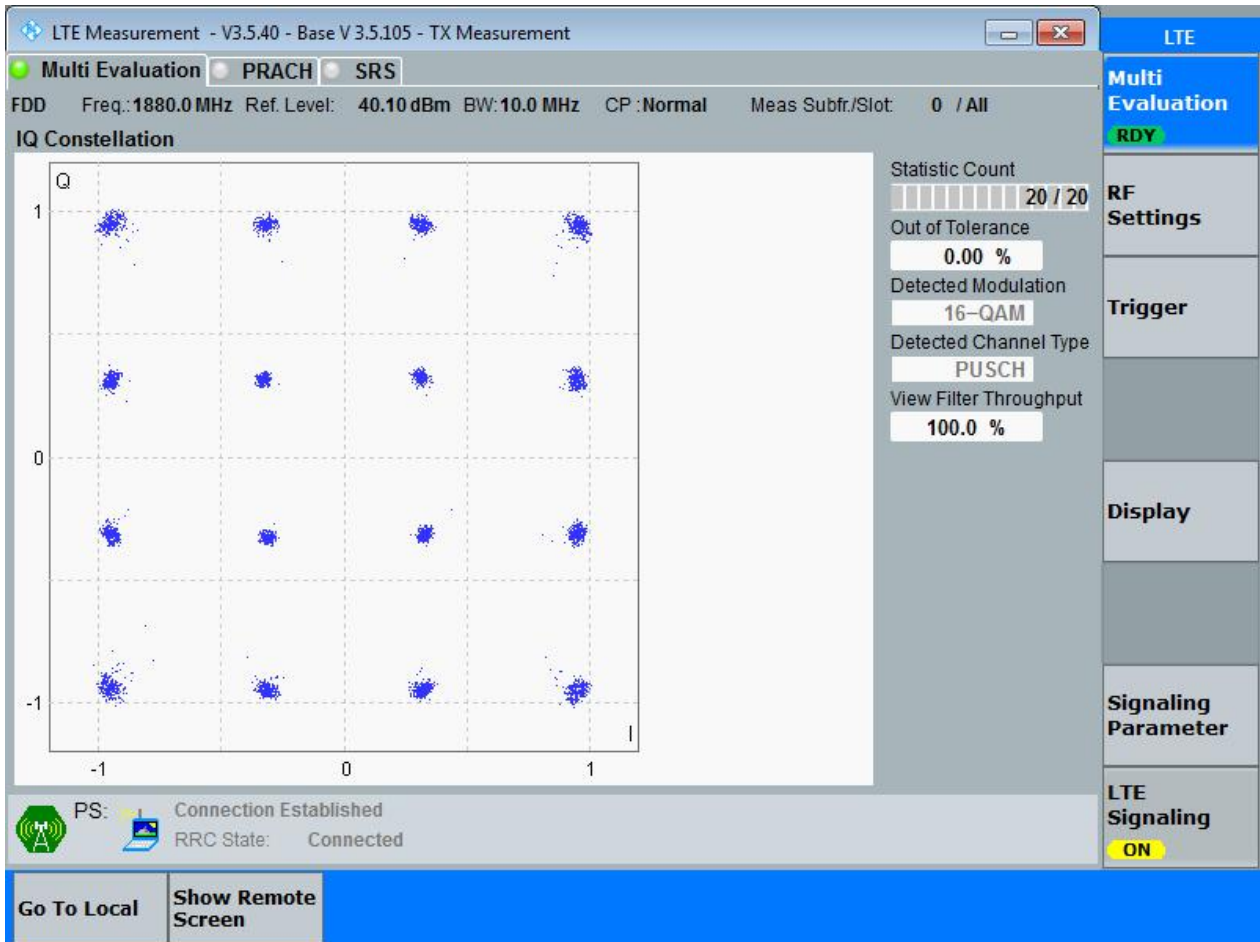 LTE Measurement - V3.5.40 - Base V 3.5.105 - TX Measurement
LTE
Multi Evaluation PRACH SRS
Multi
Evaluation
RDY
FDD Freq.: 1880.0 MHz Ref. Level: 40.10 dBm BW: 10.0 MHz CP : Normal Meas Subfr./Slot: 0 / All
IQ Constellation
Q
1
0
-1
I
-1 0 1
Statistic Count
20 / 20
Out of Tolerance
0.00 %
Detected Modulation
16-QAM
Detected Channel Type
PUSCH
View Filter Throughput
100.0 %
RF
Settings
Trigger
Display
Signaling
Parameter
LTE
Signaling
ON
PS: Connection Established
RRC State: Connected
Go To Local
Show Remote
Screen